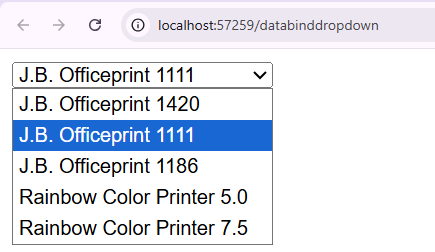 localhost:57259/databinddropdown
J.B. Officeprint 1111
J.B. Officeprint 1420
J.B. Officeprint 1111
J.B. Officeprint 1186
Rainbow Color Printer 5.0
Rainbow Color Printer 7.5